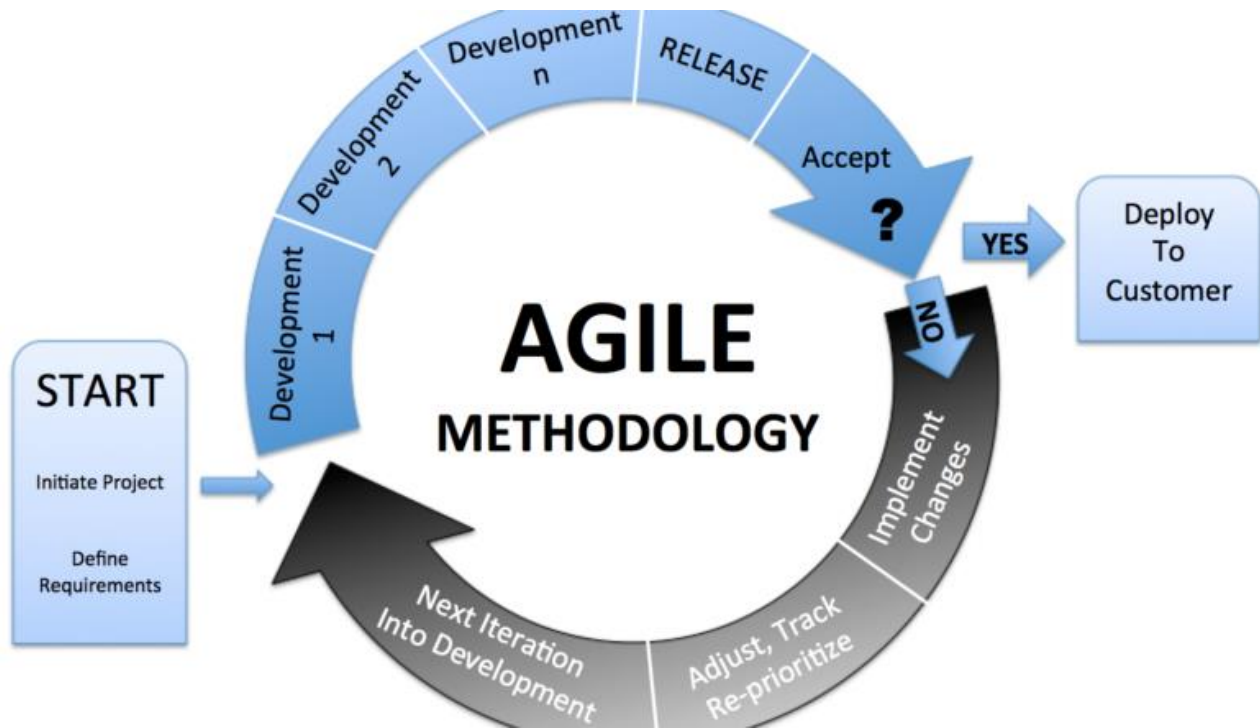 START
Initiate Project
Define
Requirements
Development
1
Development
2
Development
n
RELEASE
Accept
?
YES
Deploy
To
Customer
NO
Implement
Changes
Adjust, Track
Re-prioritize
Next Iteration
Into Development
AGILE
METHODOLOGY